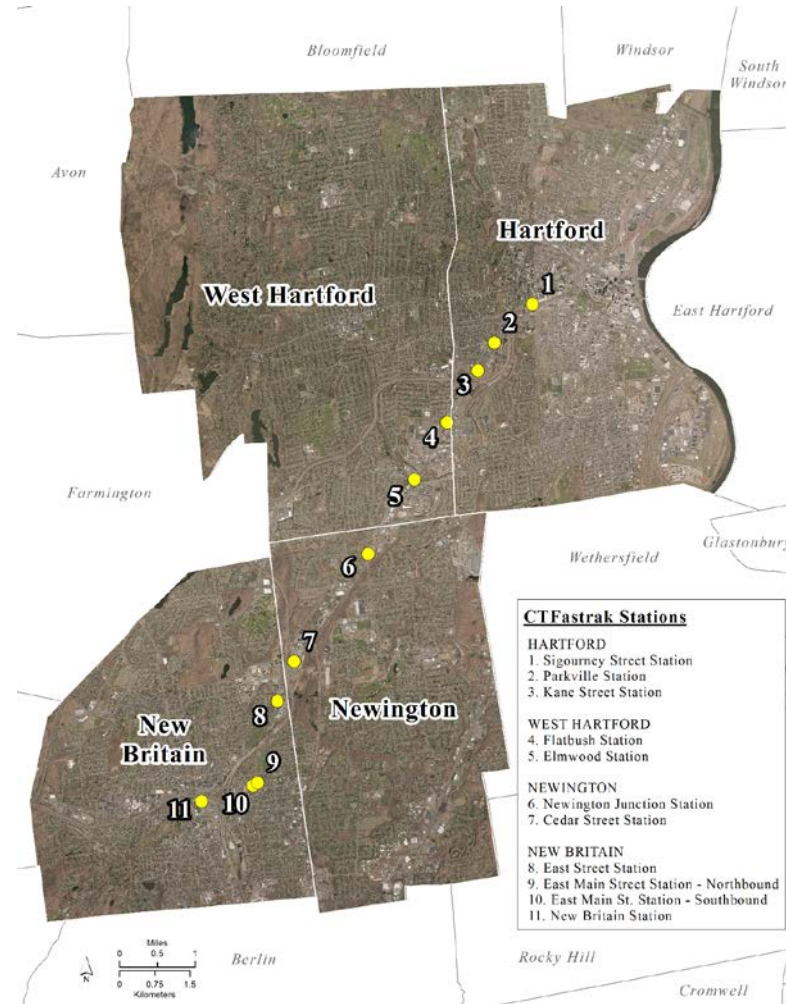 Bloomfield
Windsor
South
Windsor
Avon
Hartford
West Hartford
1
East Hartford
2
3
4
5
Farmington
Glastonbury
6
Wethersfield
CTFastrak Stations
HARTFORD
1. Sigourney Street Station
2. Parkville Station
3. Kane Street Station
WEST HARTFORD
4. Flatbush Station
5. Elmwood Station
NEWINGTON
6. Newington Junction Station
7. Cedar Street Station
NEW BRITAIN
8. East Street Station
9. East Main Street Station - Northbound
10. East Main St. Station - Southbound
11. New Britain Station
7
8
Newington
New
Britain
9
10
11
Miles
0 0.5 1
0 0.75 1.5
Kilometers
N
Berlin
Rocky Hill
Cromwell